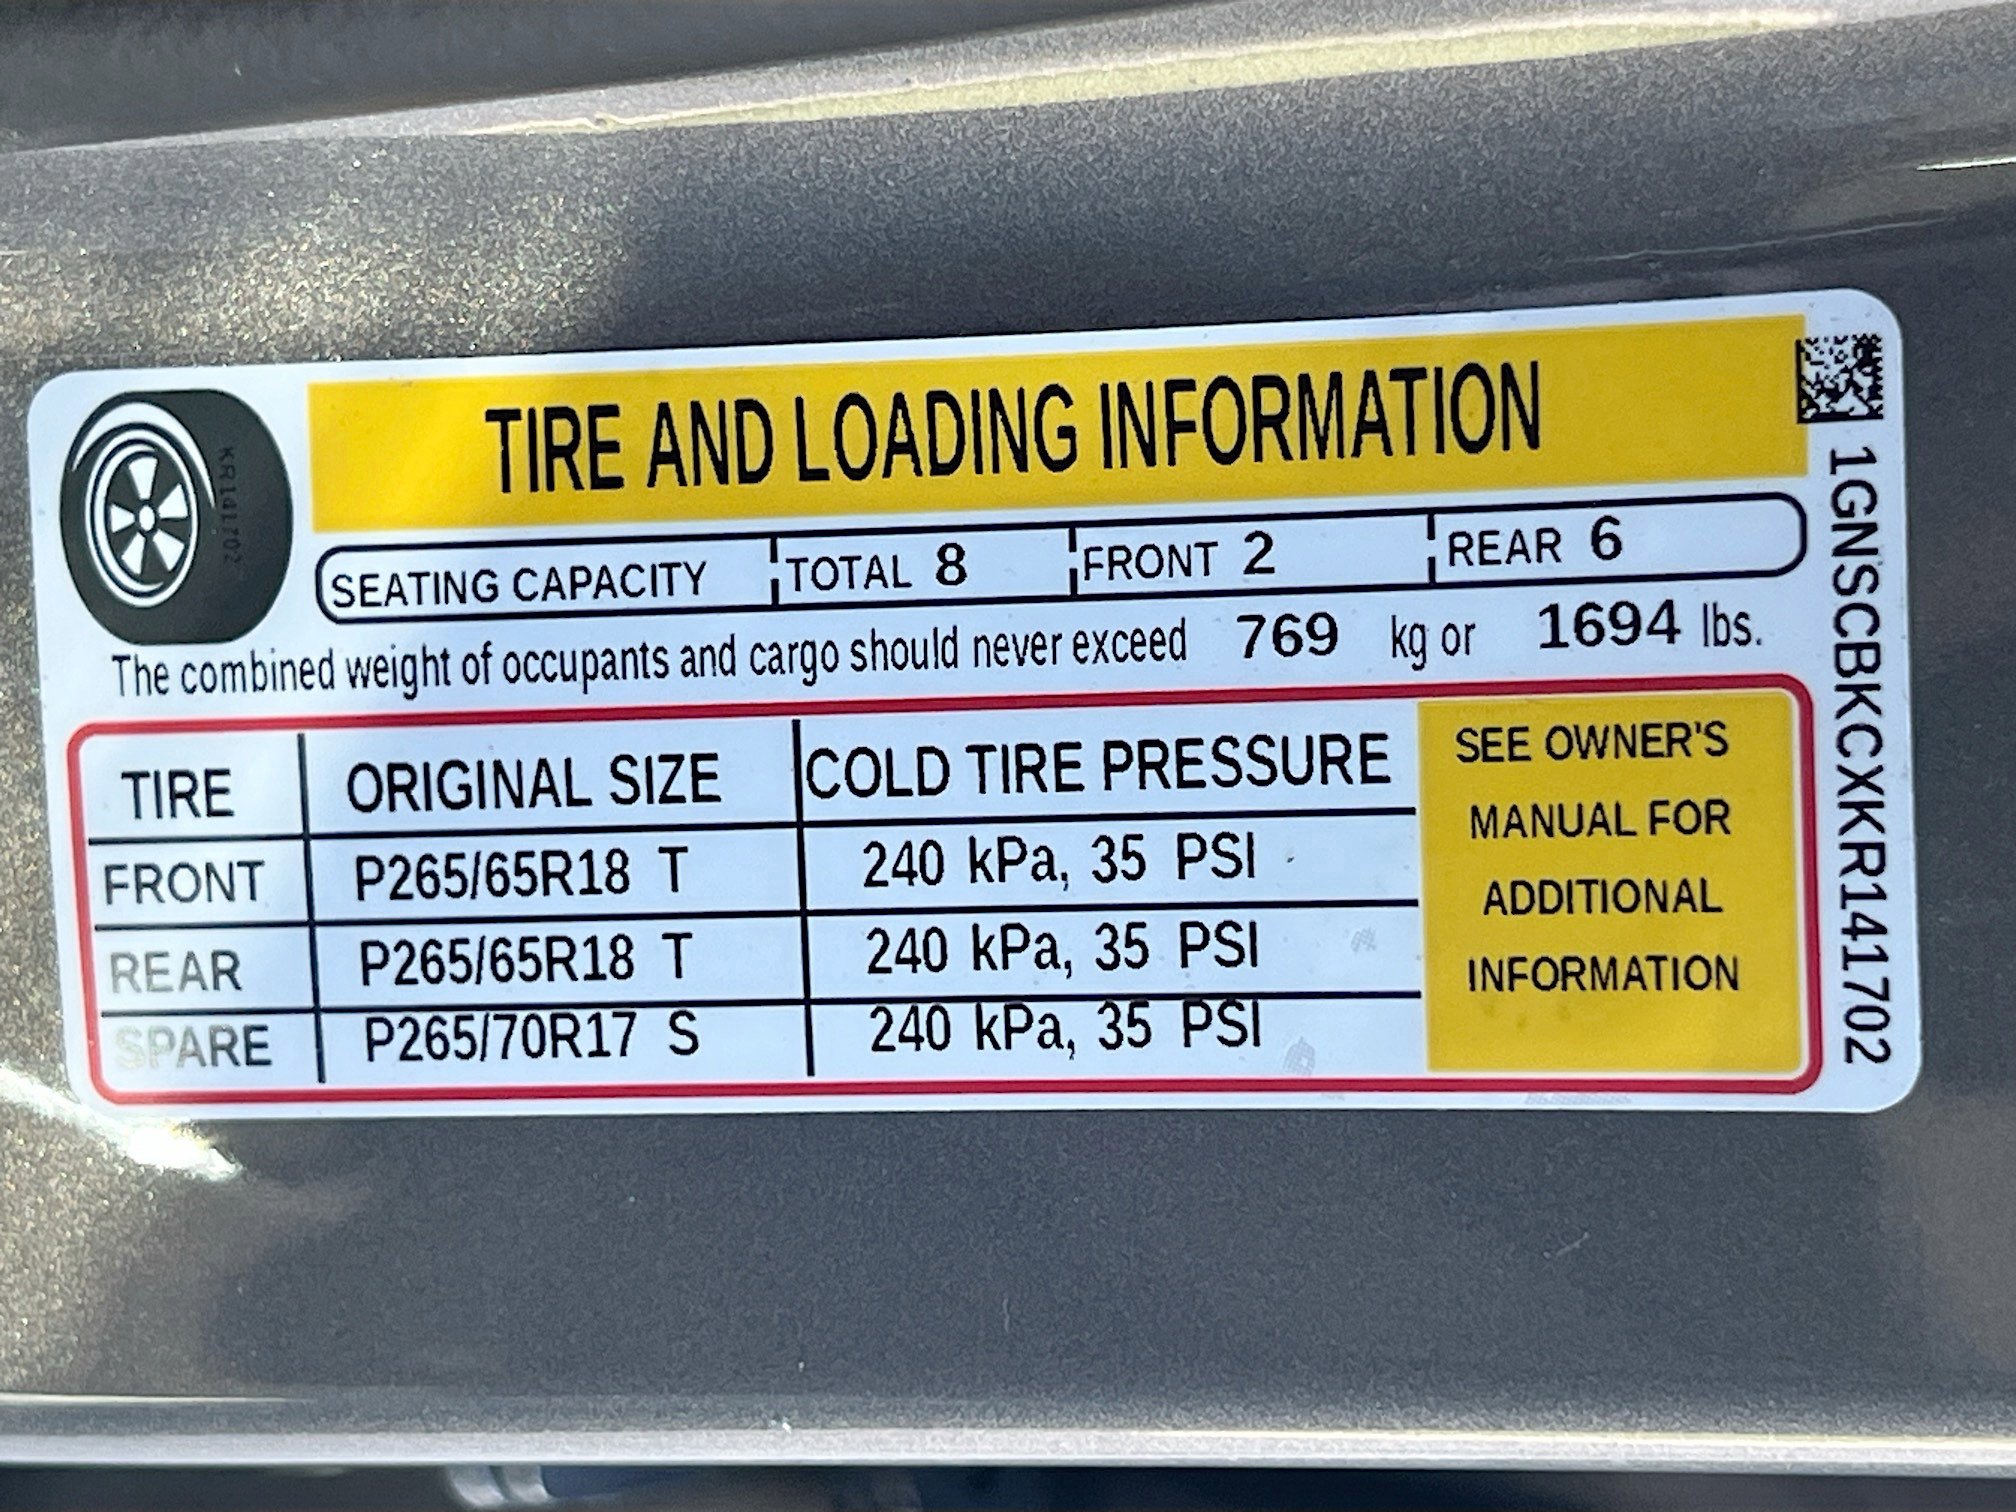 TIRE AND LOADING INFORMATION
SEATING CAPACITY TOTAL 8 FRONT 2 REAR 6
The combined weight of occupants and cargo should never exceed 769 kg or 1694 lbs.
TIRE ORIGINAL SIZE COLD TIRE PRESSURE
FRONT P265/65R18 T 240 kPa, 35 PSI
REAR P265/65R18 T 240 kPa, 35 PSI
SPARE P265/70R17 S 240 kPa, 35 PSI
SEE OWNER'S
MANUAL FOR
ADDITIONAL
INFORMATION
1GNSCBKCXKR141702
KR141702